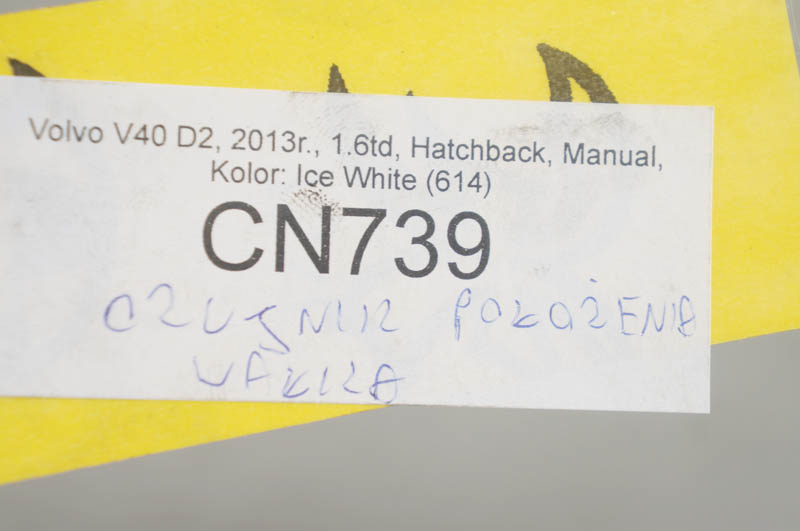 Volvo V40 D2, 2013r., 1.6td, Hatchback, Manual,
Kolor: Ice White (614)
CN739
CZUJNIK POŁOŻENIA
WAŁKA